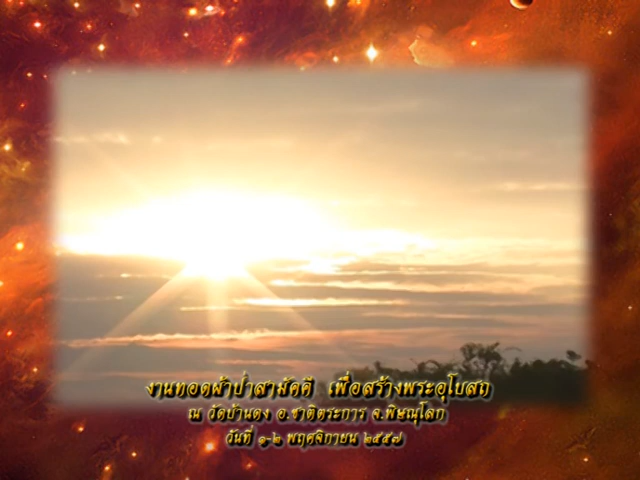 งานทอดผ้าป่าสามัคคี เพื่อสร้างพระอุโบสถ
ณ วัดบ้านดง อ.ชาติตระการ จ.พิษณุโลก
วันที่ ๑-๒ พฤศจิกายน ๒๕๕๗